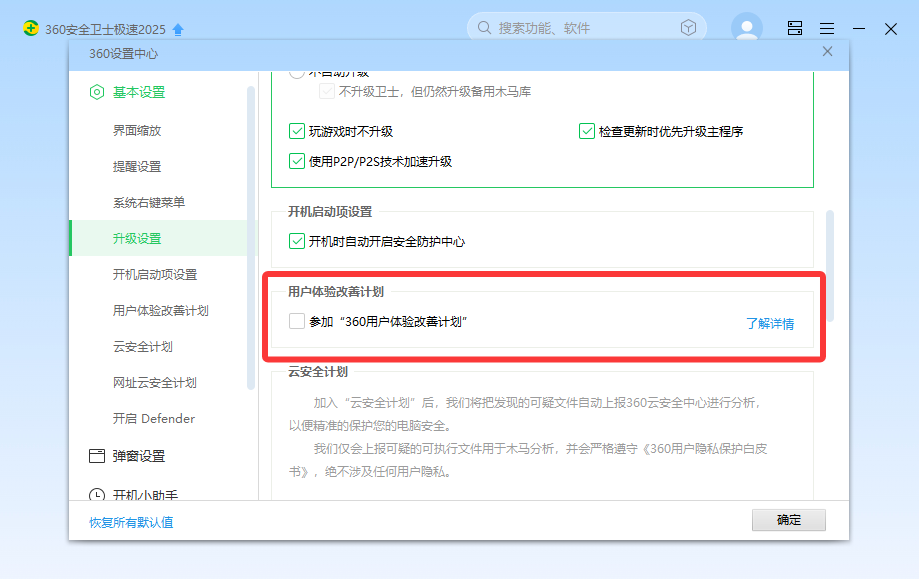 360安全卫士极速2025
搜索功能、软件
360设置中心
基本设置
界面缩放
提醒设置
系统右键菜单
升级设置
开机启动项设置
用户体验改善计划
云安全计划
网址云安全计划
开启 Defender
弹窗设置
开机小助手
恢复所有默认值
不自动升级
不升级卫士，但仍然升级备用木马库
玩游戏时不升级
检查更新时优先升级主程序
使用P2P/P2S技术加速升级
开机启动项设置
开机时自动开启安全防护中心
用户体验改善计划
参加“360用户体验改善计划”
了解详情
云安全计划
加入“云安全计划”后，我们将把发现的可疑文件自动上报360云安全中心进行分析，
以便精准的保护您的电脑安全。
我们仅会上报可疑的可执行文件用于木马分析，并会严格遵守《360用户隐私保护白皮
书》，绝不涉及任何用户隐私。
确定